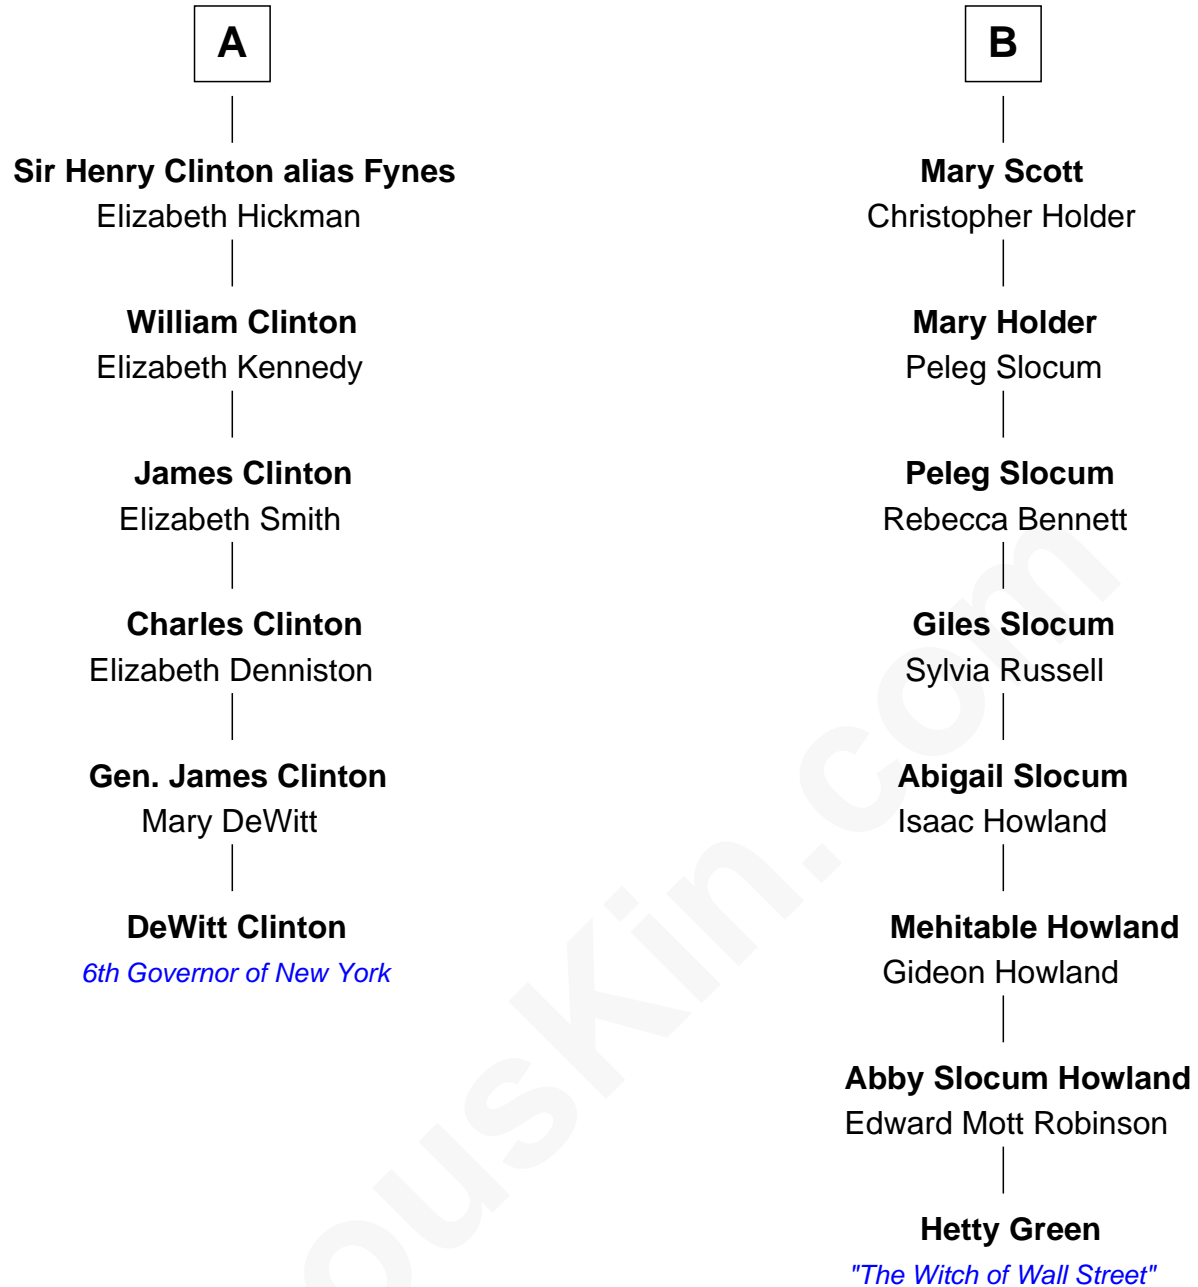 A
Sir Henry Clinton alias Fynes
Elizabeth Hickman
William Clinton
Elizabeth Kennedy
James Clinton
Elizabeth Smith
Charles Clinton
Elizabeth Denniston
Gen. James Clinton
Mary DeWitt
DeWitt Clinton
6th Governor of New York
B
Mary Scott
Christopher Holder
Mary Holder
Peleg Slocum
Peleg Slocum
Rebecca Bennett
Giles Slocum
Sylvia Russell
Abigail Slocum
Isaac Howland
Mehitable Howland
Gideon Howland
Abby Slocum Howland
Edward Mott Robinson
Hetty Green
"The Witch of Wall Street"
ousKin.com